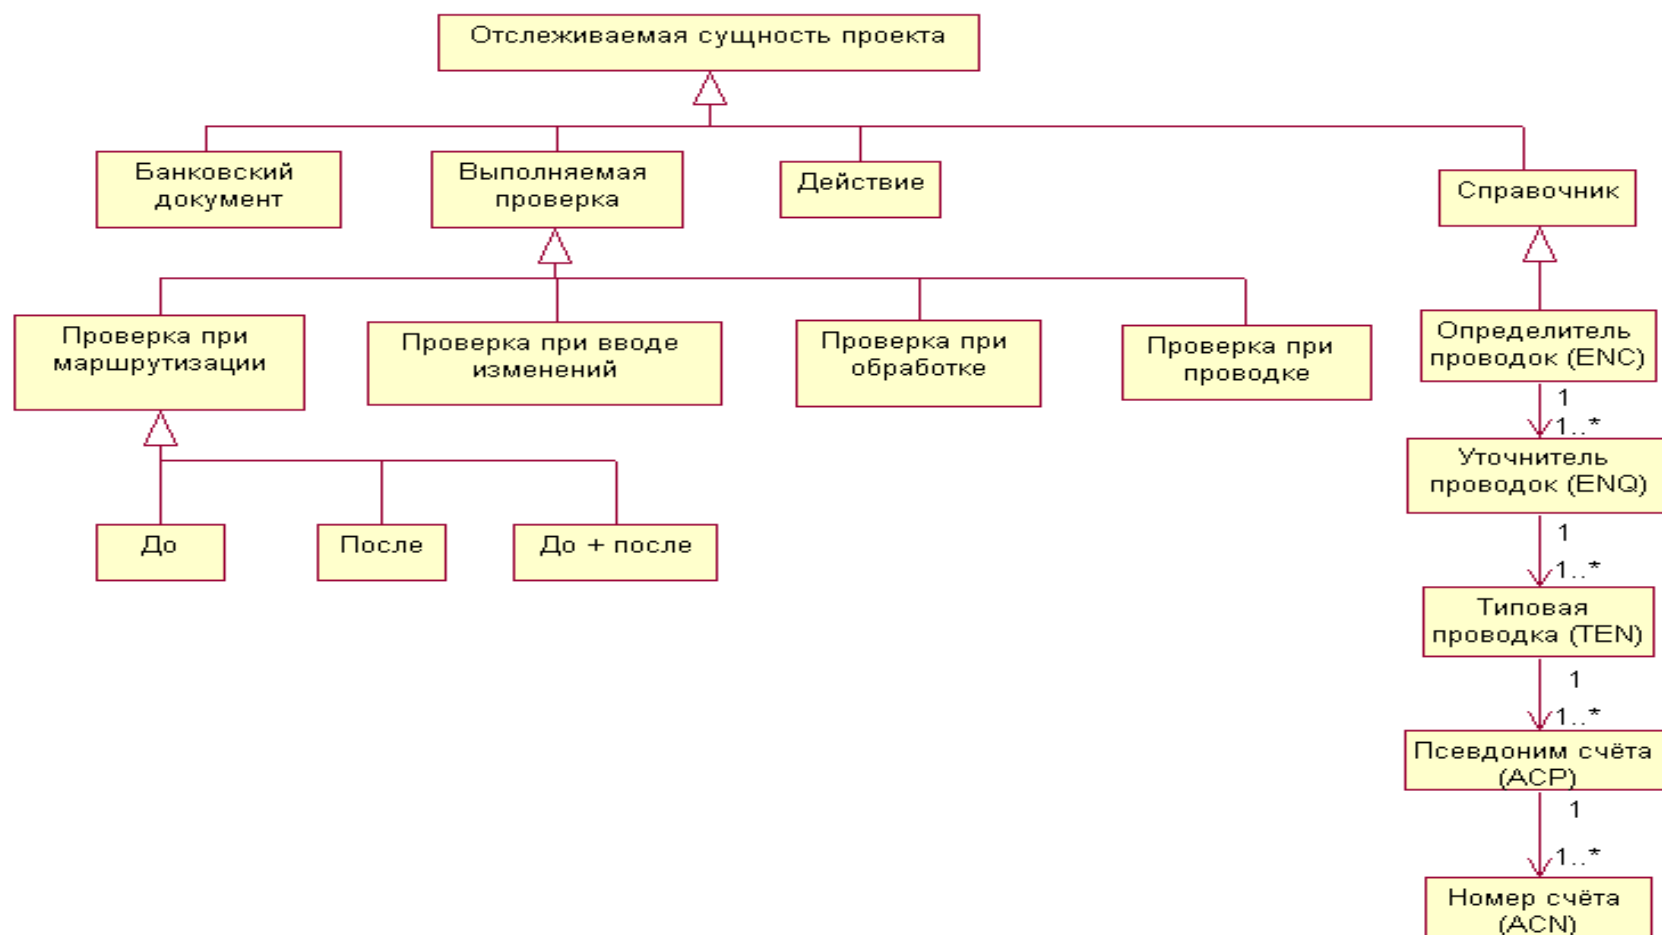 Отслеживаемая сущность проекта
Банковский
документ
Выполняемая
проверка
Действие
Справочник
Проверка при
маршрутизации
Проверка при вводе
изменений
Проверка при
обработке
Проверка при
проводке
Определитель
проводок (ENC)
1
1..*
Уточнитель
проводок (ENQ)
До
После
До + после
1
1..*
Типовая
проводка (TEN)
1
1..*
Псевдоним счёта
(ACP)
1
1..*
Номер счёта
(ACN)